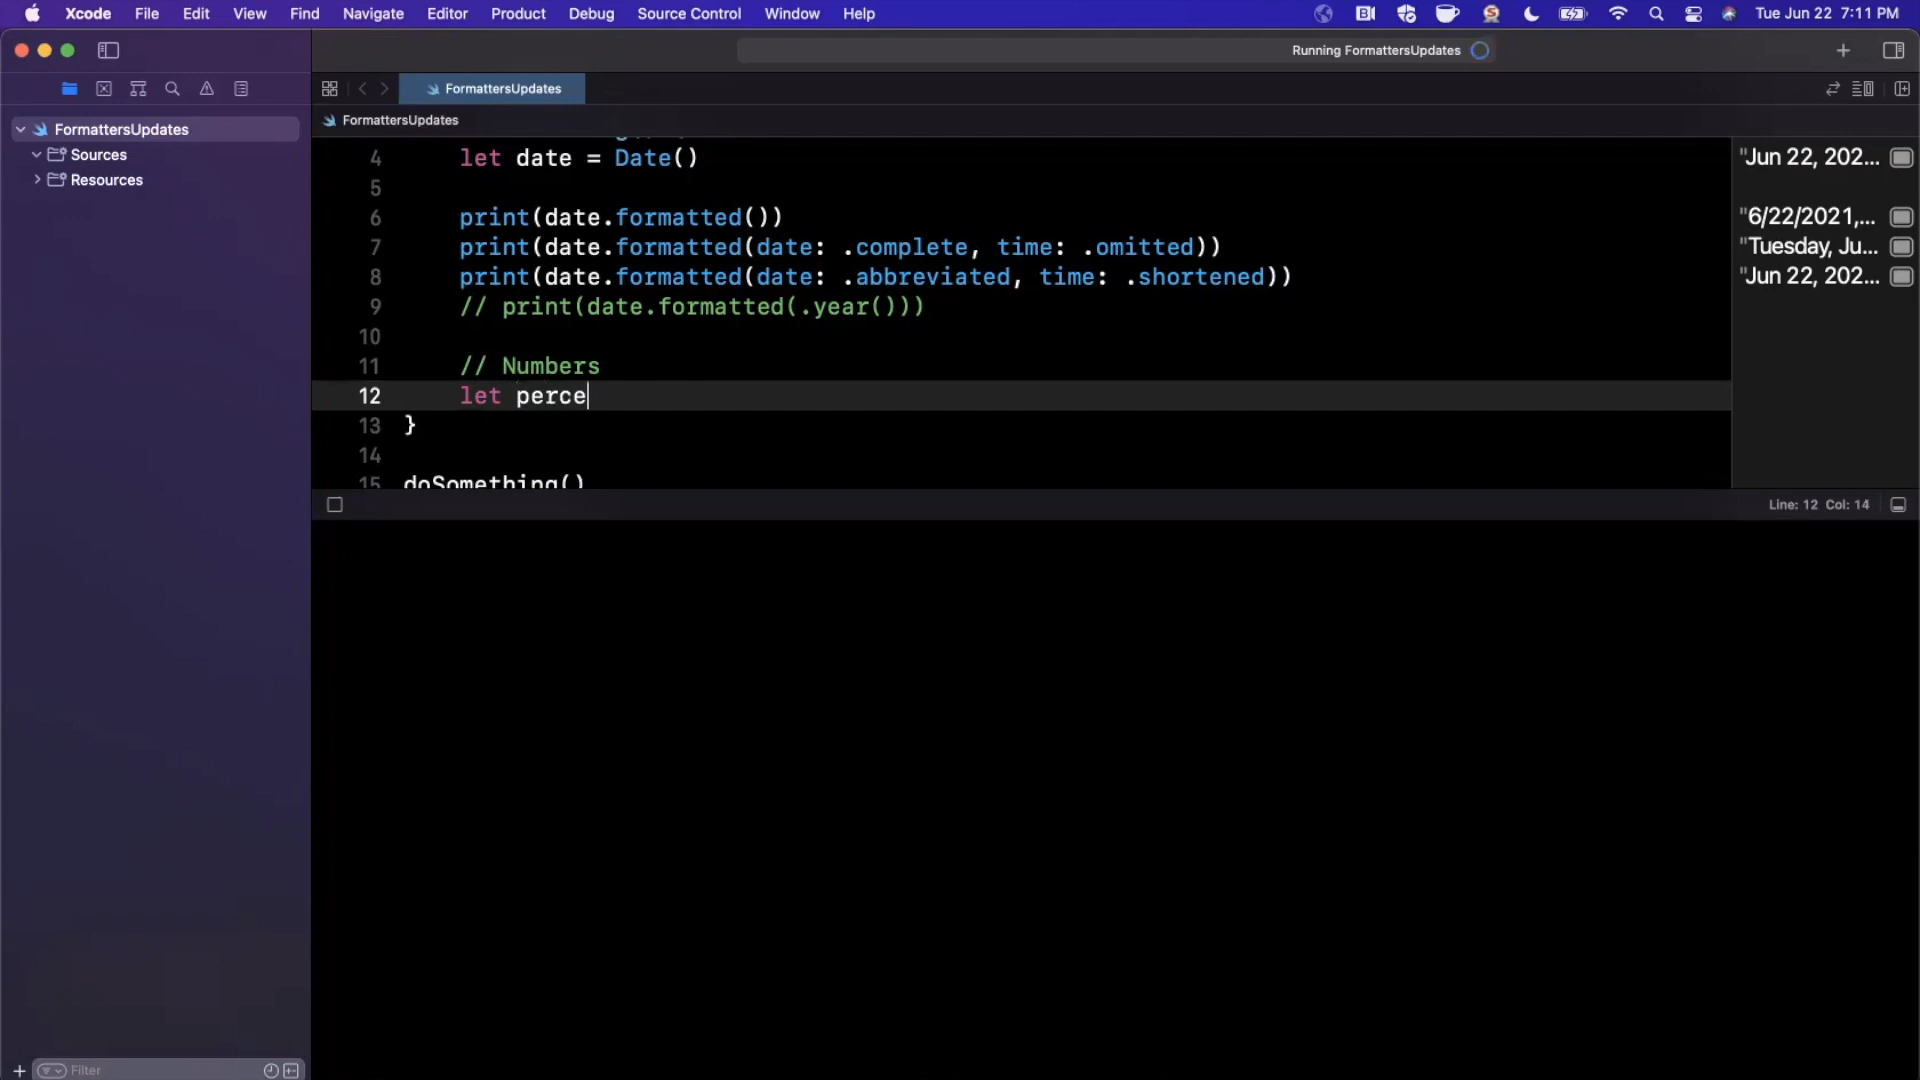 Xcode File Edit View Find Navigate Editor Product Debug Source Control Window Help Tue Jun 22 7:11 PM
Running FormattersUpdates
FormattersUpdates
FormattersUpdates
FormattersUpdates
Sources
Resources
4 let date = Date() "Jun 22, 202...
5
6 print(date.formatted()) "6/22/2021,...
7 print(date.formatted(date: .complete, time: .omitted)) "Tuesday, Ju...
8 print(date.formatted(date: .abbreviated, time: .shortened)) "Jun 22, 202...
9 // print(date.formatted(.year()))
10
11 // Numbers
12 let perce
13 }
14
15 doSomething()
Line: 12 Col: 14
Filter